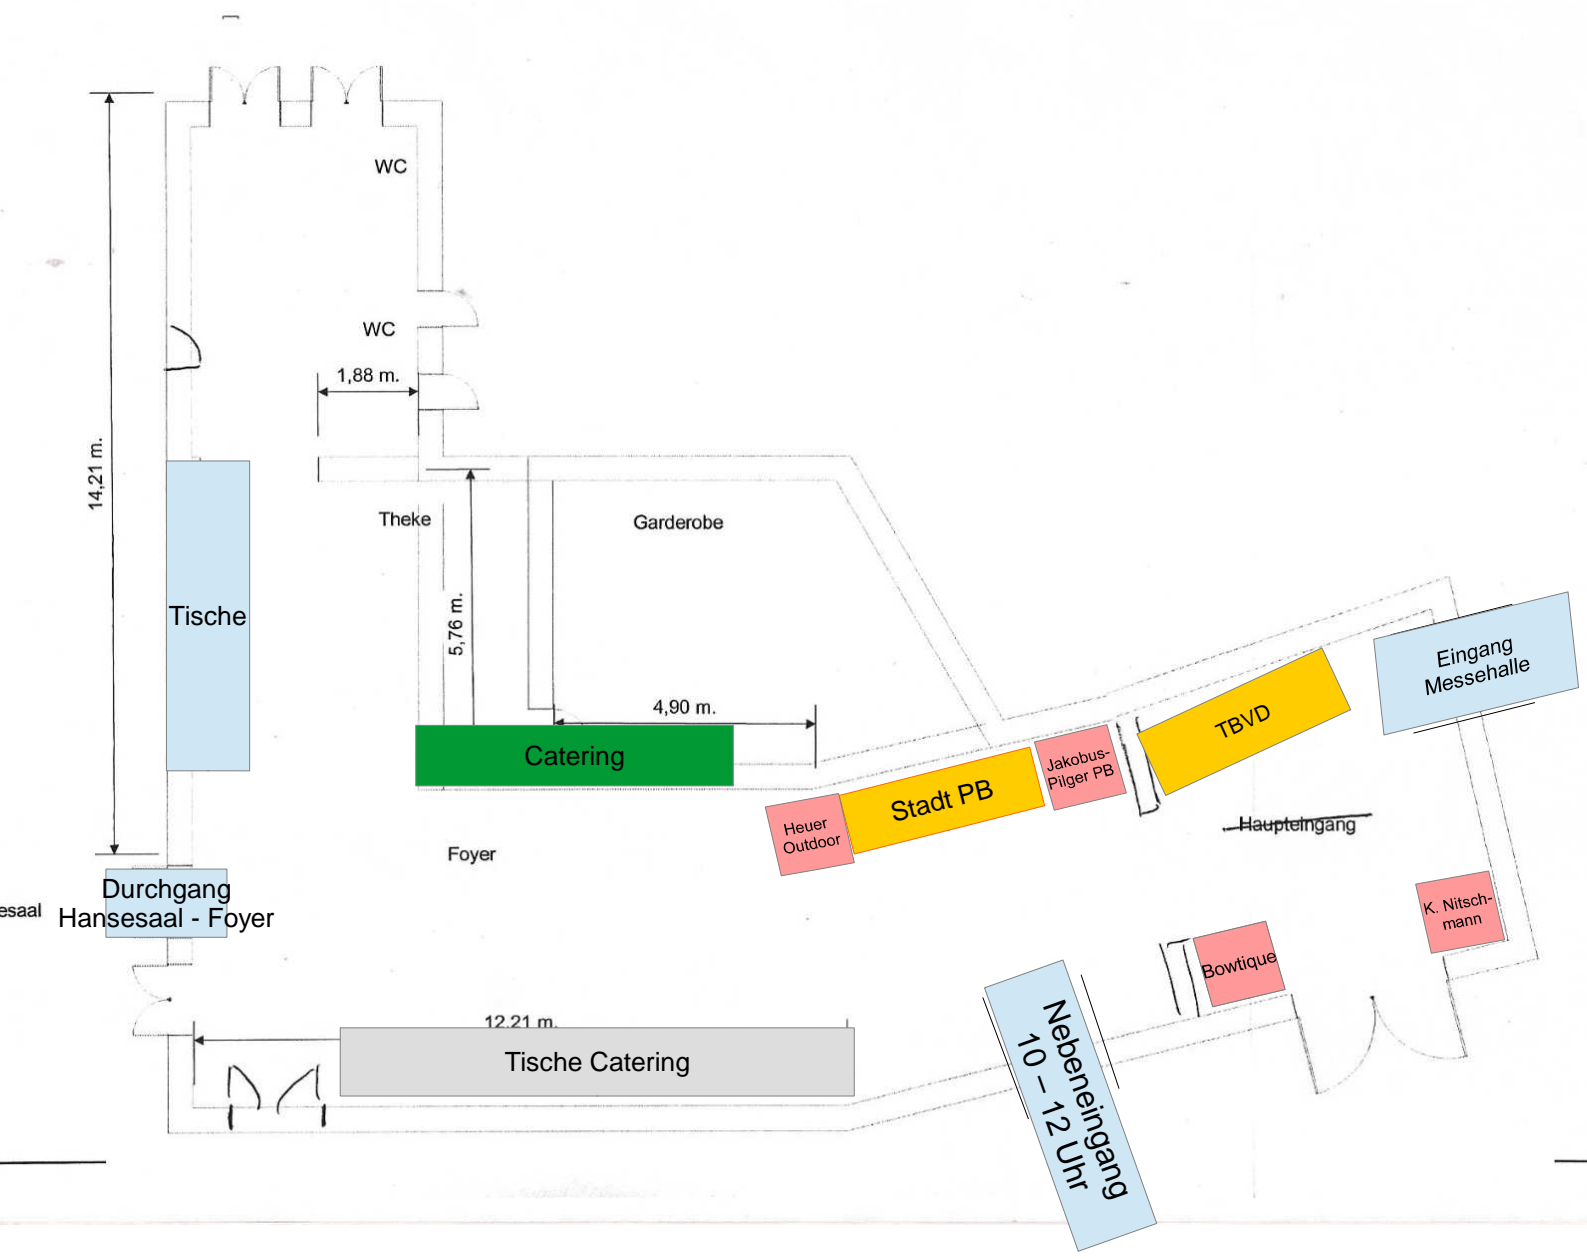 WC
WC
1,88 m.
14,21 m.
Theke
Garderobe
Tische
5,76 m.
4,90 m.
Catering
Eingang
Messehalle
TBVD
Jakobus-
Pilger PB
Stadt PB
Heuer
Outdoor
Haupteingang
Foyer
esaal
Durchgang
Hansesaal - Foyer
K. Nitsch-
mann
Bowtique
12,21 m.
Tische Catering
Nebeneingang
10 – 12 Uhr